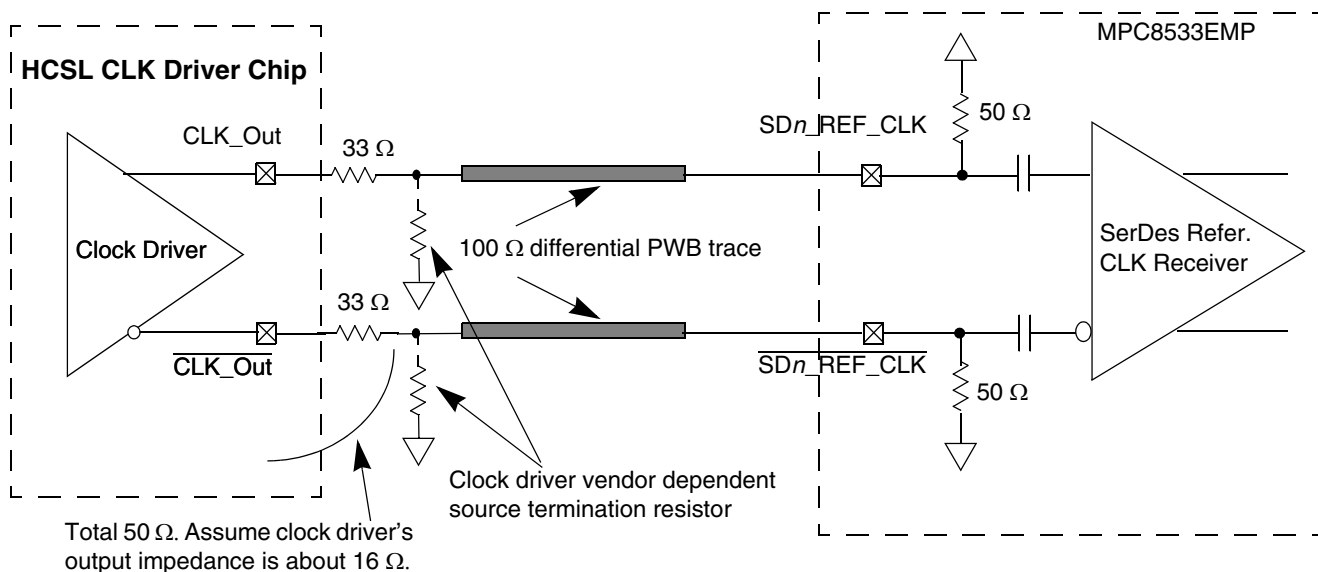 MPC8533EMP
HCSL CLK Driver Chip
CLK_Out
33 Ω
SDn_REF_CLK
50 Ω
Clock Driver
100 Ω differential PWB trace
SerDes Refer.
CLK Receiver
33 Ω
CLK_Out
SDn_REF_CLK
50 Ω
Clock driver vendor dependent
source termination resistor
Total 50 Ω. Assume clock driver's
output impedance is about 16 Ω.